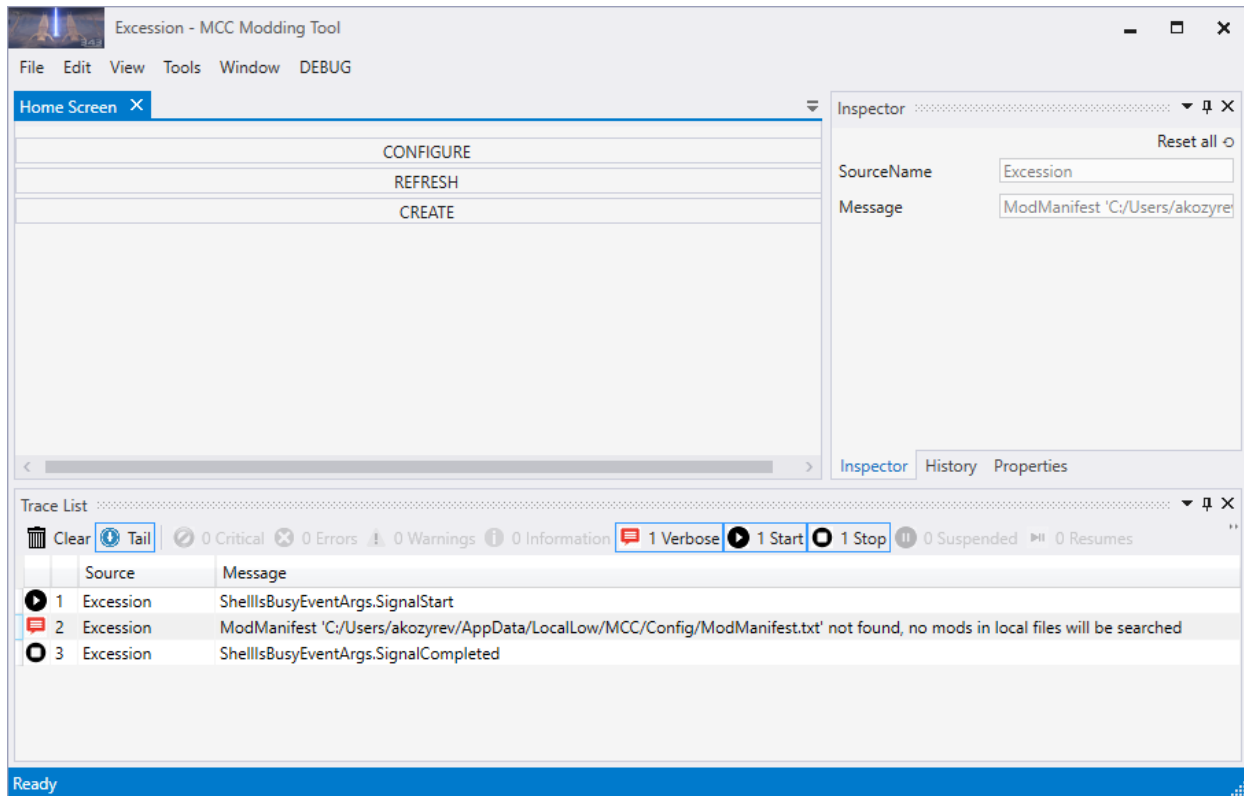 Excession - MCC Modding Tool
File Edit View Tools Window DEBUG
Home Screen
CONFIGURE
REFRESH
CREATE
Inspector
Reset all
SourceName Excession
Message ModManifest 'C:/Users/akozyre
Inspector History Properties
Trace List
Clear Tail 0 Critical 0 Errors 0 Warnings 0 Information 1 Verbose 1 Start 1 Stop 0 Suspended 0 Resumes
Source Message
1 Excession ShellIsBusyEventArgs.SignalStart
2 Excession ModManifest 'C:/Users/akozyrev/AppData/LocalLow/MCC/Config/ModManifest.txt' not found, no mods in local files will be searched
3 Excession ShellIsBusyEventArgs.SignalCompleted
Ready